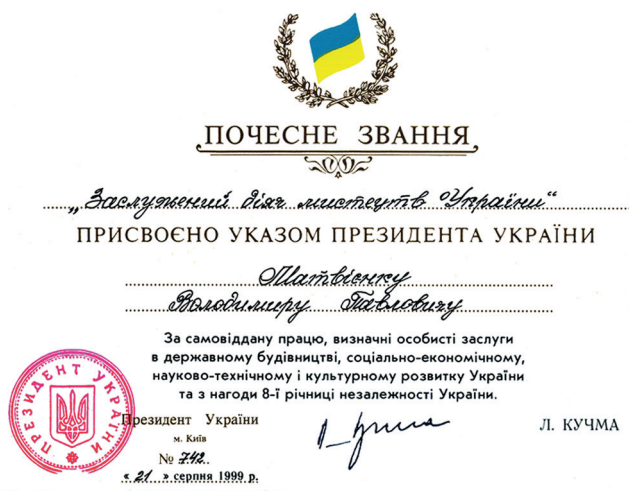 ПОЧЕСНЕ ЗВАННЯ
„Заслужений діяч мистецтв України“
ПРИСВОЄНО УКАЗОМ ПРЕЗИДЕНТА УКРАЇНИ
Матвієнку
Володимиру Павловичу
За самовіддану працю, визначні особисті заслуги
в державному будівництві, соціально-економічному,
науково-технічному і культурному розвитку України
та з нагоди 8-ї річниці незалежності України.
ПРЕЗИДЕНТ УКРАЇНИ
Президент України
Л. КУЧМА
м. Київ
№ 742.
« 21 » серпня 1999 р.